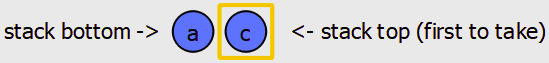 stack bottom -> a c <- stack top (first to take)